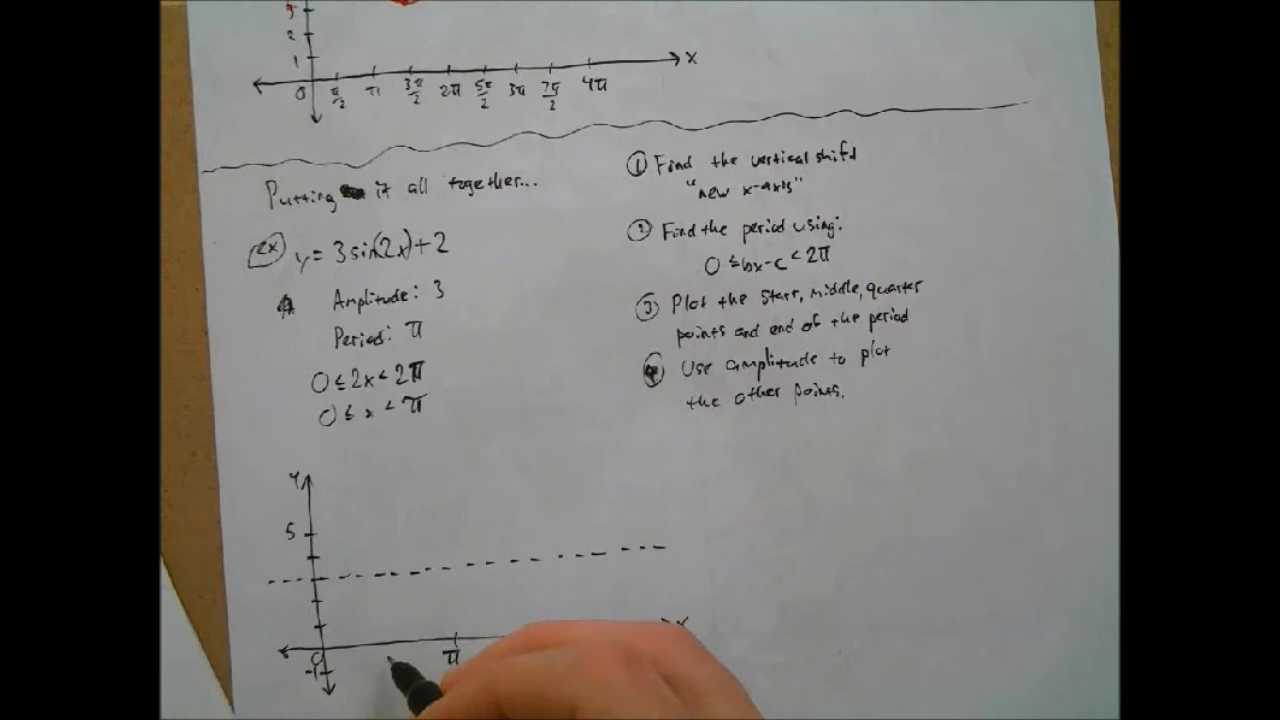 3
2
1
x
0 π/2 π 3π/2 2π 5π/2 3π 7π/2 4π
Putting it all together...
ex y = 3sin(2x)+2
Amplitude: 3
Period: π
0 ≤ 2x < 2π
0 ≤ x < π
① Find the vertical shift
"new x-axis"
② Find the period using:
0 ≤ bx-c < 2π
③ Plot the start, middle, quarter
points and end of the period
④ Use amplitude to plot
the other points.
y
5
x
0 π
-1